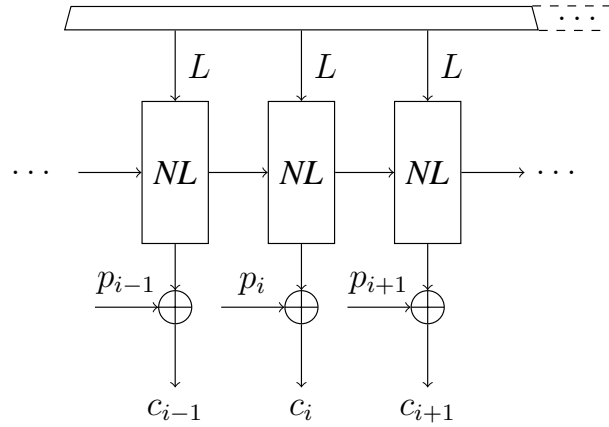 · · ·
L L L
· · · NL NL NL · · ·
p_{i−1} p_i p_{i+1}
c_{i−1} c_i c_{i+1}